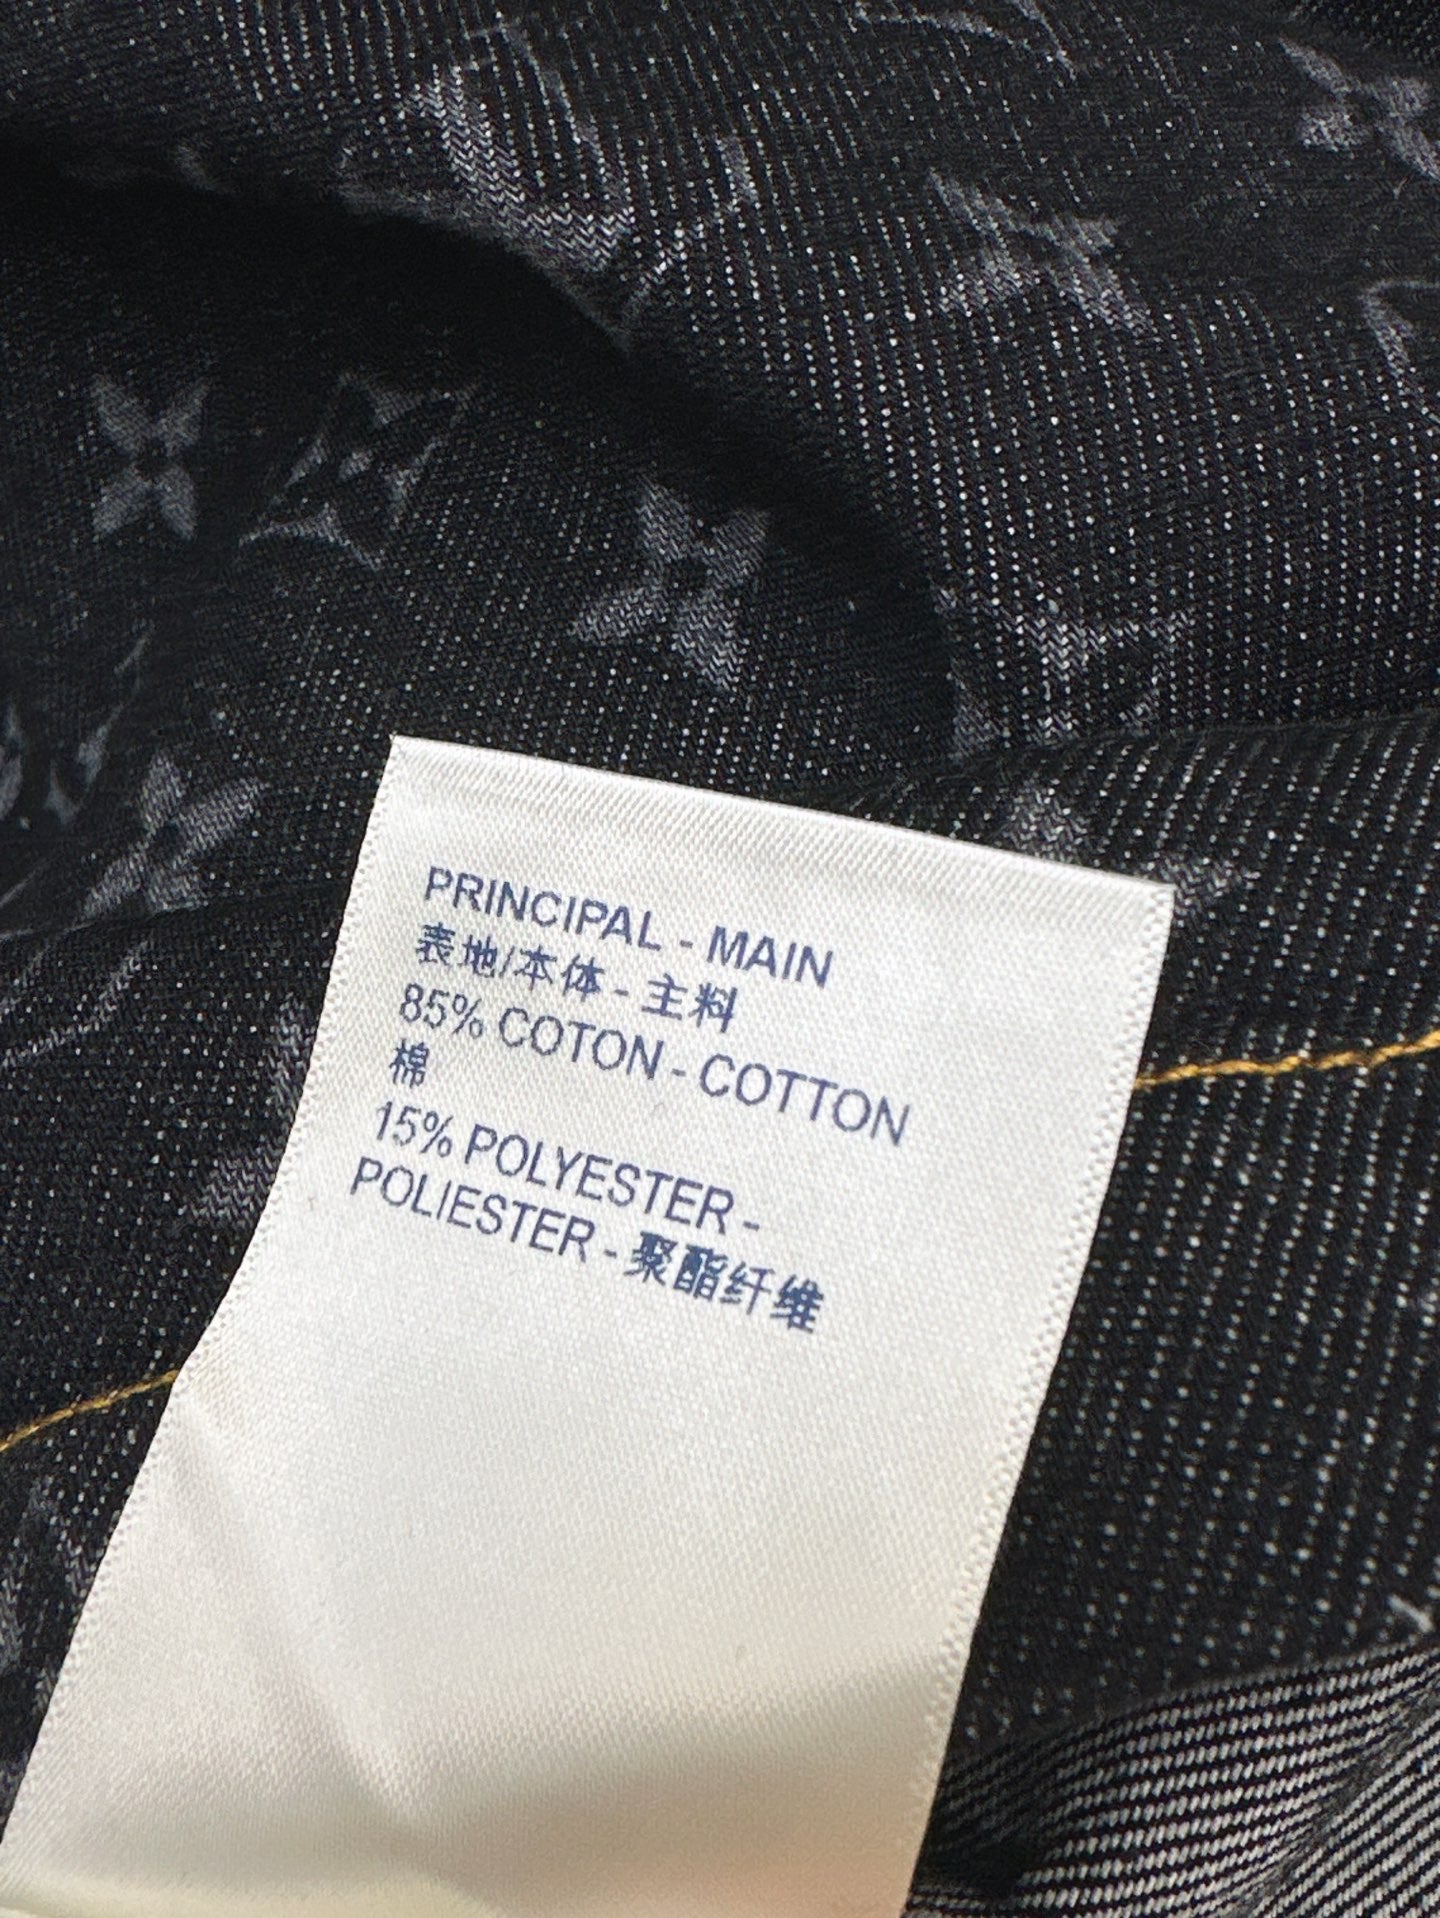 PRINCIPAL - MAIN
表地/本体 - 主料
85% COTON - COTTON
棉
15% POLYESTER -
POLIESTER - 聚酯纤维